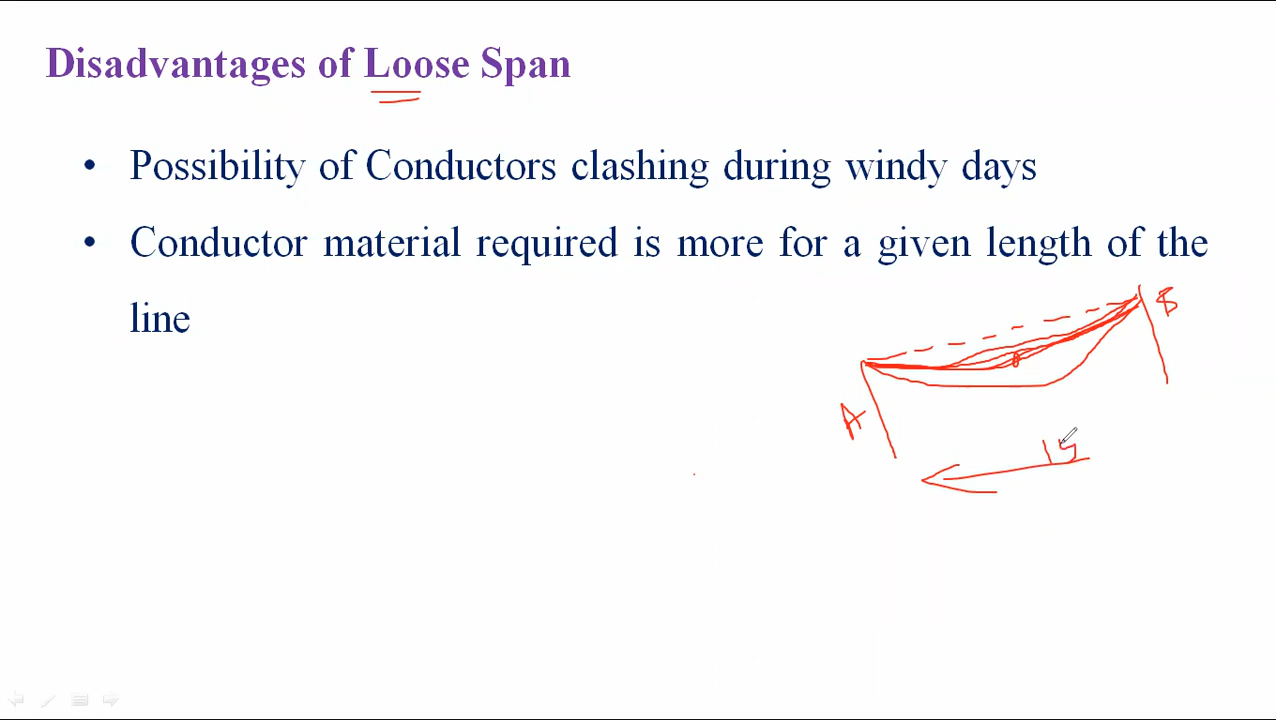 Disadvantages of Loose Span
• Possibility of Conductors clashing during windy days
• Conductor material required is more for a given length of the
line
B
A
15